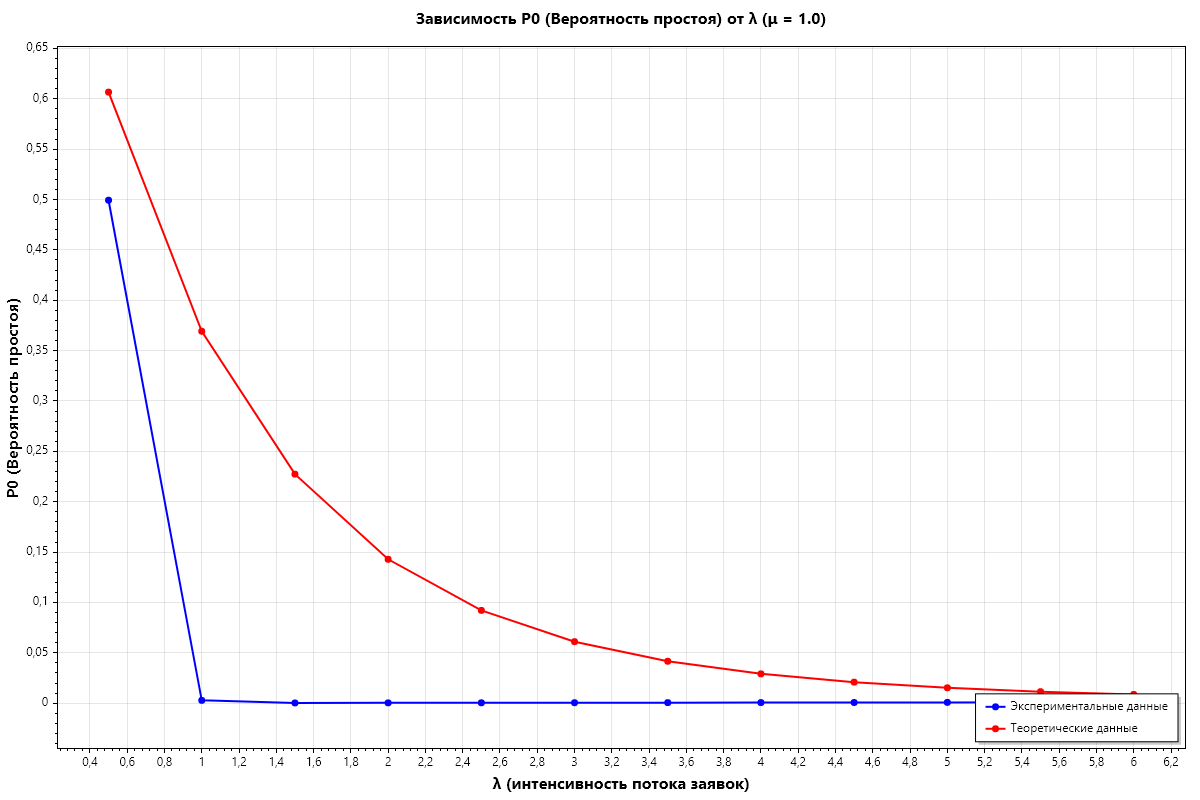 Зависимость P0 (Вероятность простоя) от λ (μ = 1.0)
P0 (Вероятность простоя)
0,65
0,6
0,55
0,5
0,45
0,4
0,35
0,3
0,25
0,2
0,15
0,1
0,05
0
Экспериментальные данные
Теоретические данные
0,4 0,6 0,8 1 1,2 1,4 1,6 1,8 2 2,2 2,4 2,6 2,8 3 3,2 3,4 3,6 3,8 4 4,2 4,4 4,6 4,8 5 5,2 5,4 5,6 5,8 6 6,2
λ (интенсивность потока заявок)